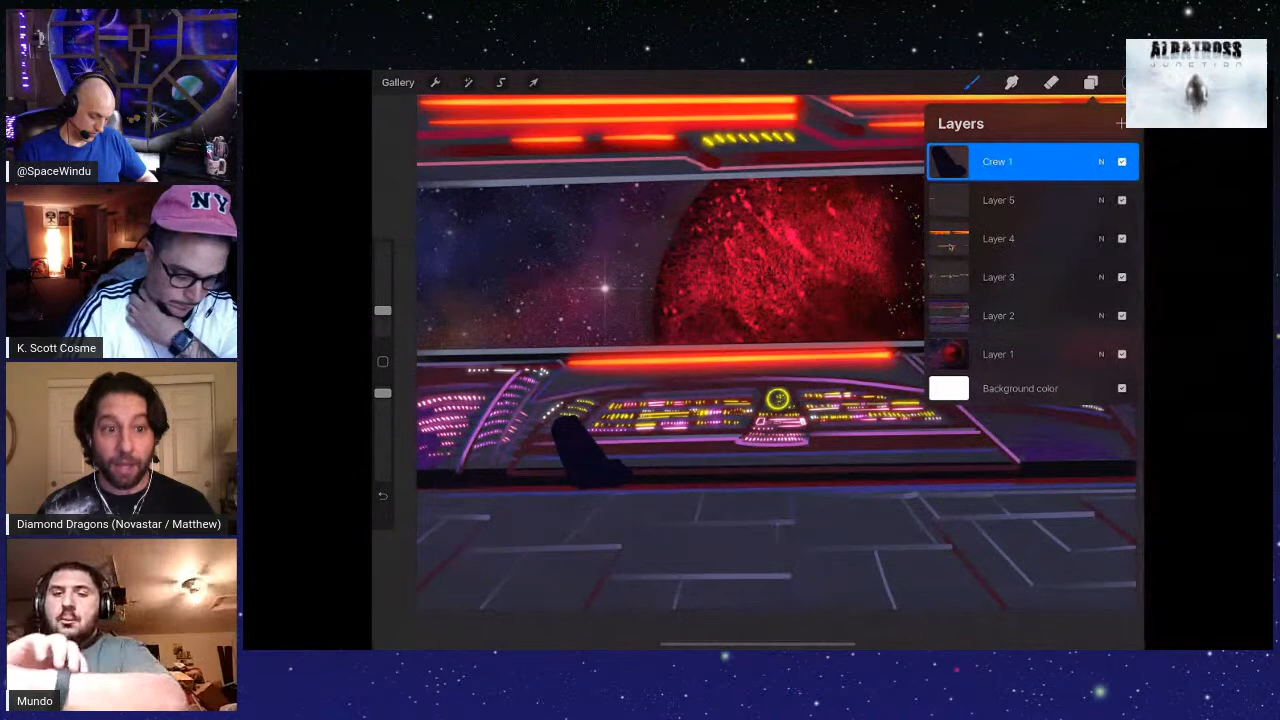 @SpaceWindu
NY
K. Scott Cosme
Diamond Dragons (Novastar / Matthew)
Mundo
Gallery
S
ALBATROSS
JUNCTION
Layers
Crew 1
N
Layer 5
N
Layer 4
N
Layer 3
N
Layer 2
N
Layer 1
N
Background color